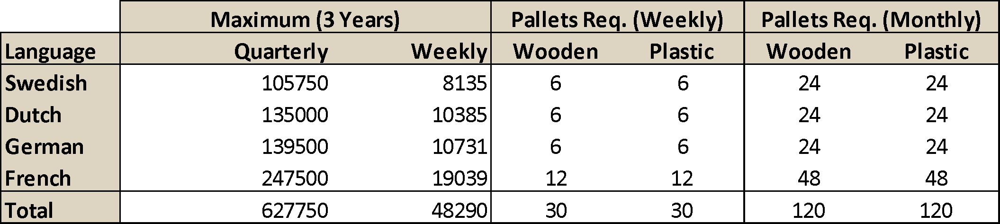 Maximum (3 Years) Pallets Req. (Weekly) Pallets Req. (Monthly)
Language Quarterly Weekly Wooden Plastic Wooden Plastic
Swedish 105750 8135 6 6 24 24
Dutch 135000 10385 6 6 24 24
German 139500 10731 6 6 24 24
French 247500 19039 12 12 48 48
Total 627750 48290 30 30 120 120